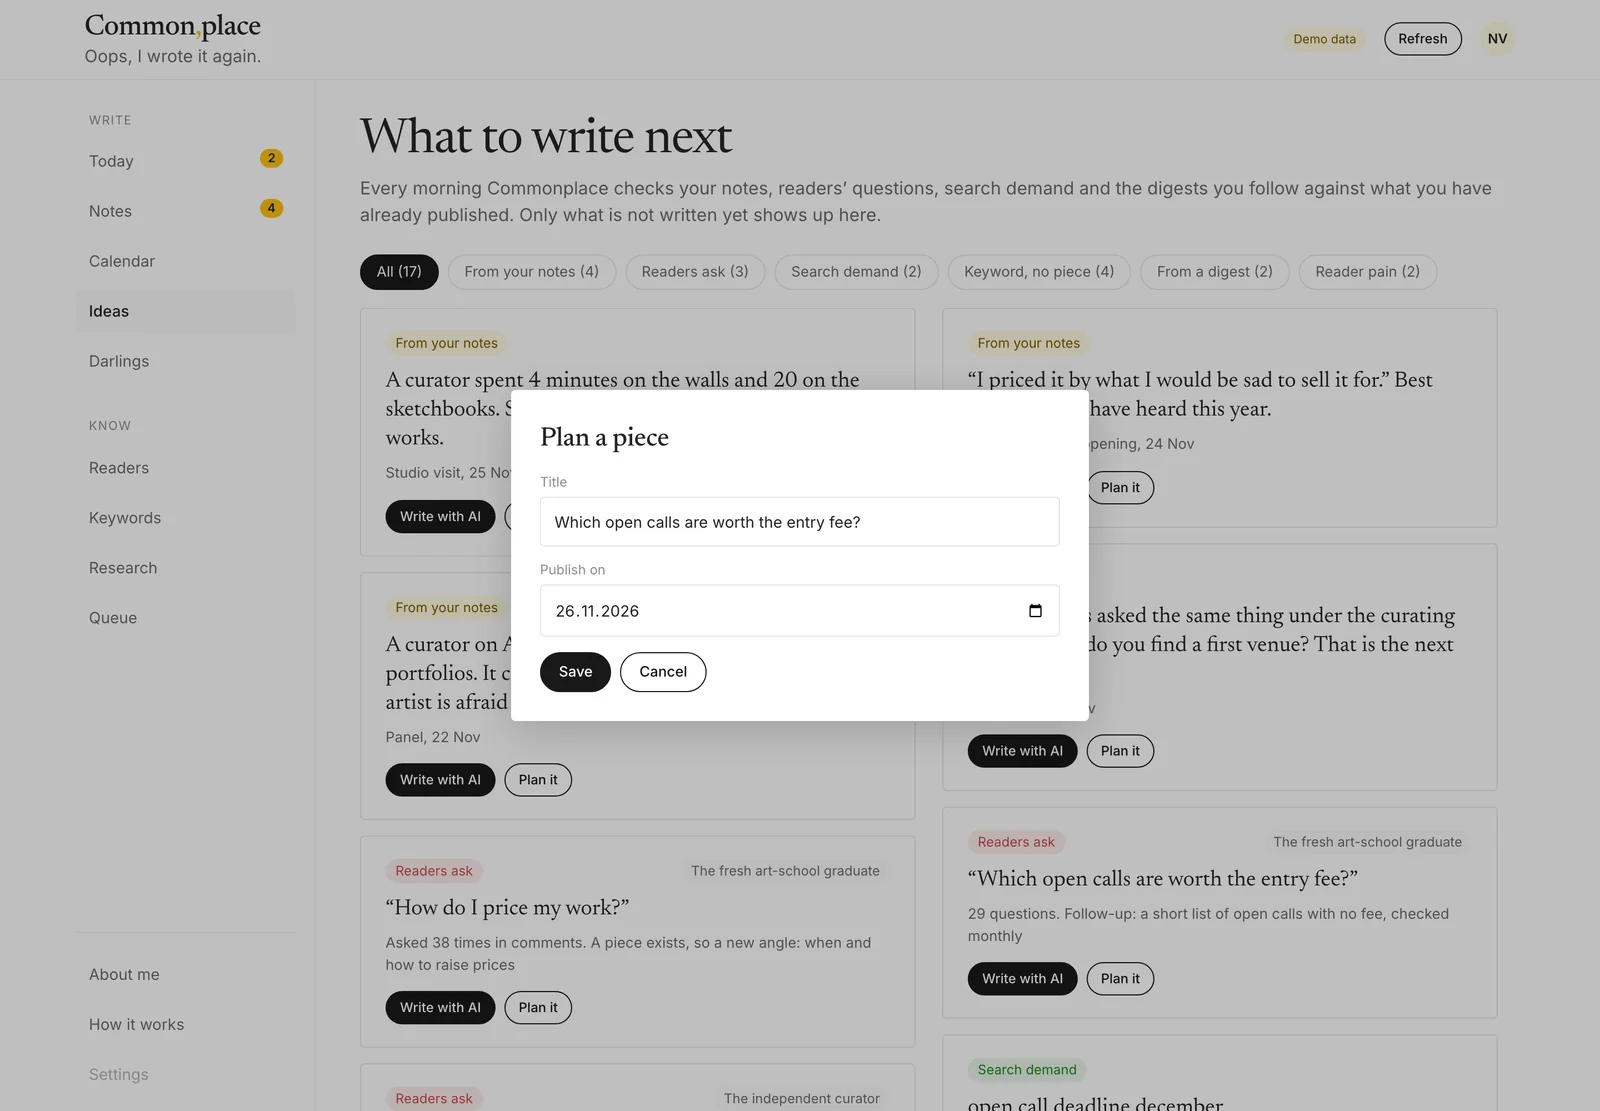 Common,place
Oops, I wrote it again.
Demo data
Refresh
NV
WRITE
Today
2
Notes
4
Calendar
Ideas
Darlings
KNOW
Readers
Keywords
Research
Queue
About me
How it works
Settings
What to write next
Every morning Commonplace checks your notes, readers’ questions, search demand and the digests you follow against what you have
already published. Only what is not written yet shows up here.
All (17)
From your notes (4)
Readers ask (3)
Search demand (2)
Keyword, no piece (4)
From a digest (2)
Reader pain (2)
From your notes
A curator spent 4 minutes on the walls and 20 on the
sketchbooks.
works.
Studio visit, 25 Nov
Write with AI
From your notes
“I priced it by what I would be sad to sell it for.” Best
have heard this year.
opening, 24 Nov
Plan it
Plan a piece
Title
Which open calls are worth the entry fee?
Publish on
26.11.2026
Save
Cancel
From your notes
A curator on
portfolios. It
artist is afraid
Panel, 22 Nov
Write with AI
Plan it
asked the same thing under the curating
do you find a first venue? That is the next
Write with AI
Plan it
Readers ask
The fresh art-school graduate
“How do I price my work?”
Asked 38 times in comments. A piece exists, so a new angle: when and
how to raise prices
Write with AI
Plan it
Readers ask
The fresh art-school graduate
“Which open calls are worth the entry fee?”
29 questions. Follow-up: a short list of open calls with no fee, checked
monthly
Write with AI
Plan it
Readers ask
The independent curator
Search demand
open call deadline december